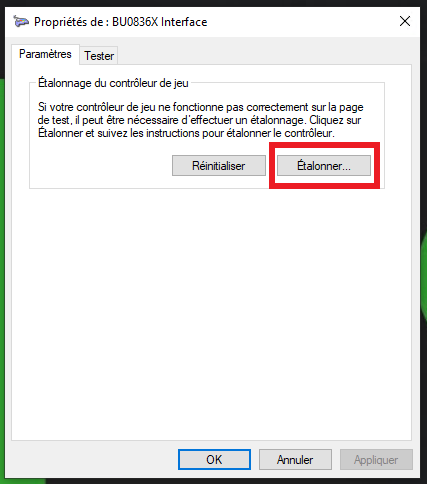 Propriétés de : BU0836X Interface
Paramètres
Tester
Étalonnage du contrôleur de jeu
Si votre contrôleur de jeu ne fonctionne pas correctement sur la page
de test, il peut être nécessaire d'effectuer un étalonnage. Cliquez sur
Étalonner et suivez les instructions pour étalonner le contrôleur.
Réinitialiser
Étalonner...
OK
Annuler
Appliquer